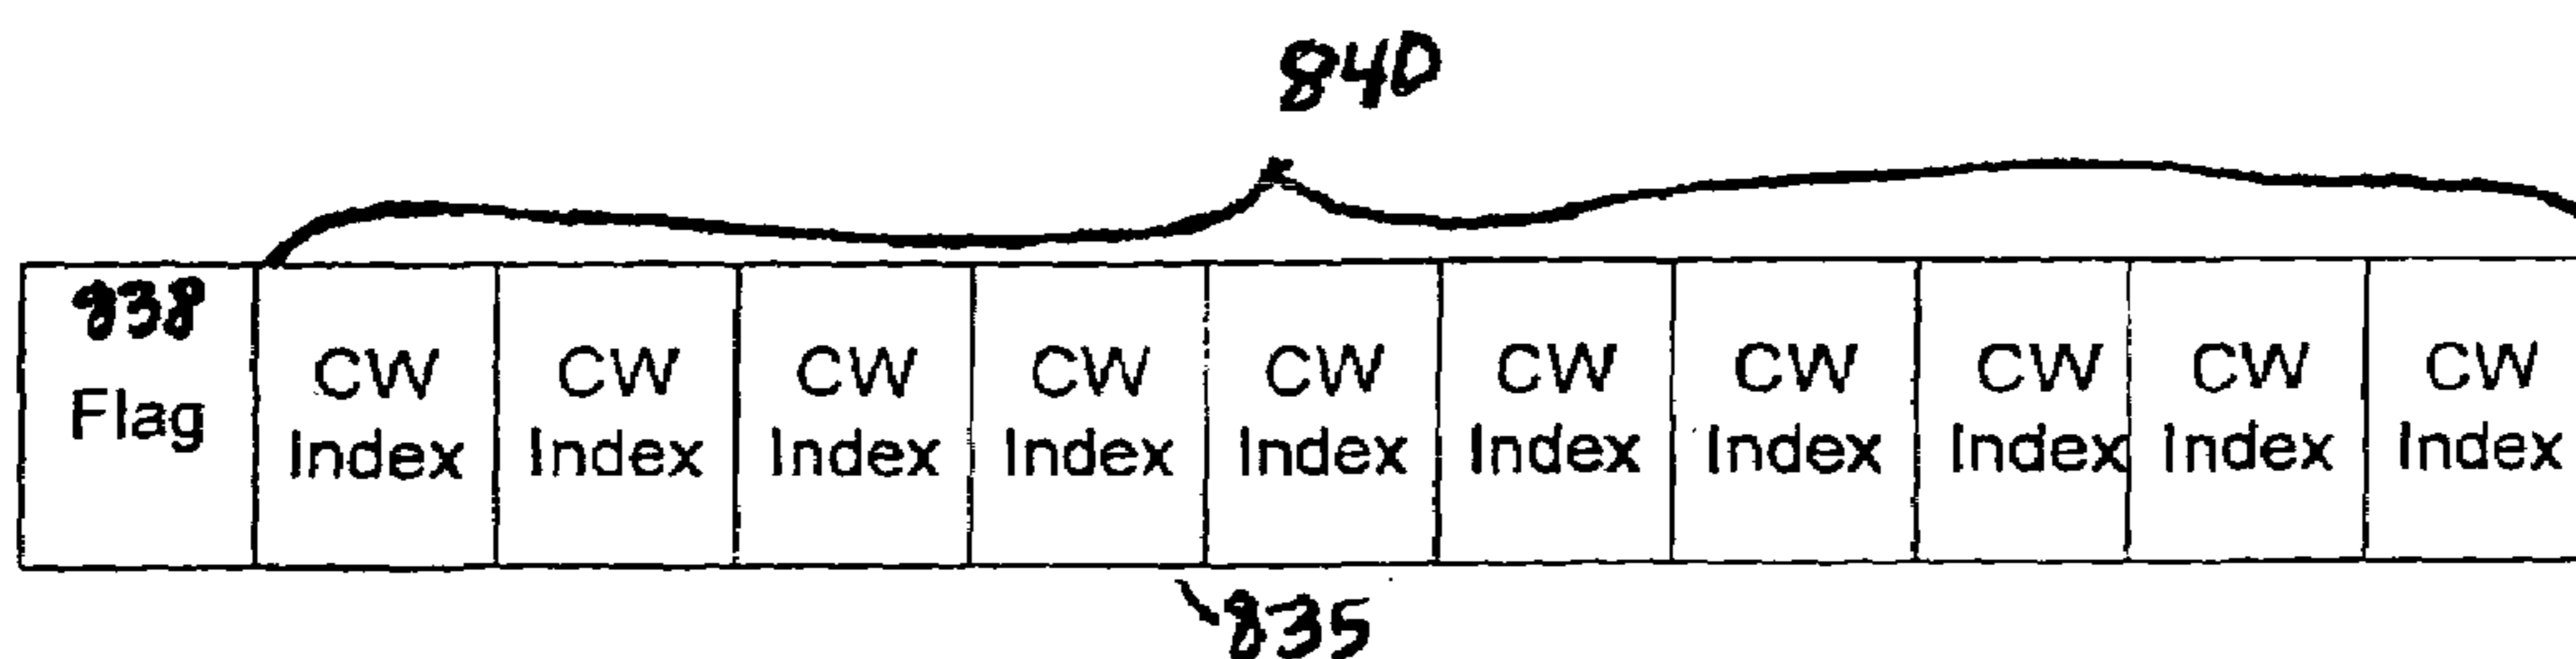 840
838
Flag
CW CW CW CW CW CW CW CW CW CW
Index Index Index Index Index Index Index Index Index Index
835